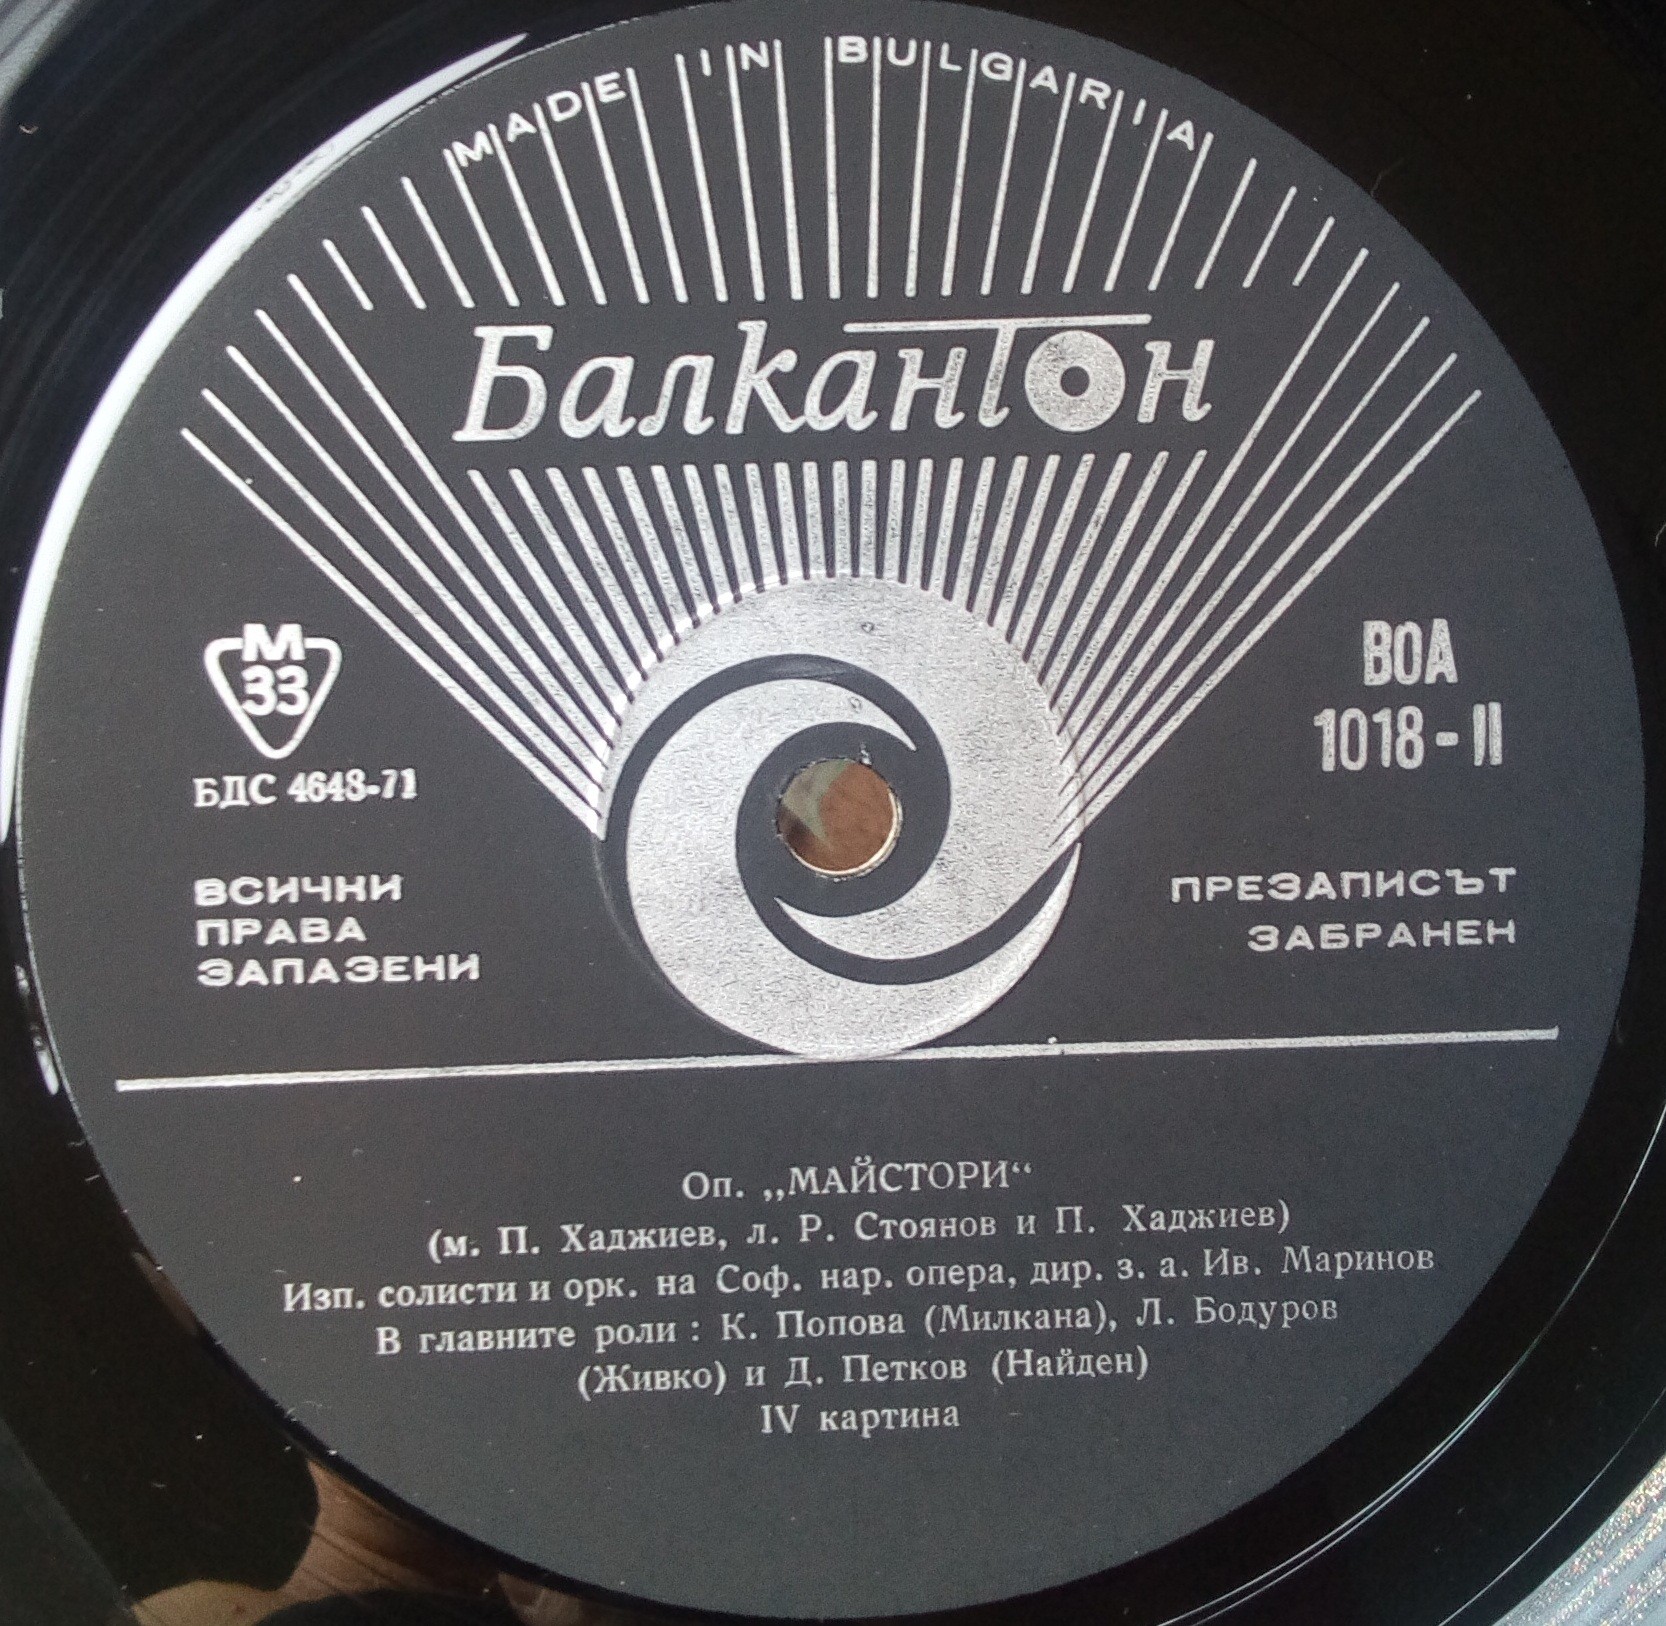 MADE IN BULGARIA
Балкантон
М
33
БДС 4648-71
ВОА
1018-II
ВСИЧНИ
ПРАВА
ЗАПАЗЕНИ
ПРЕЗАПИСЪТ
ЗАБРАНЕН
Оп. „МАЙСТОРИ“
(м. П. Хаджиев, л. Р. Стоянов и П. Хаджиев)
Изп. солисти и орк. на Соф. нар. опера, дир. з. а. Ив. Маринов
В главните роли : К. Попова (Милкана), Л. Бодуров
(Живко) и Д. Петков (Найден)
IV картина